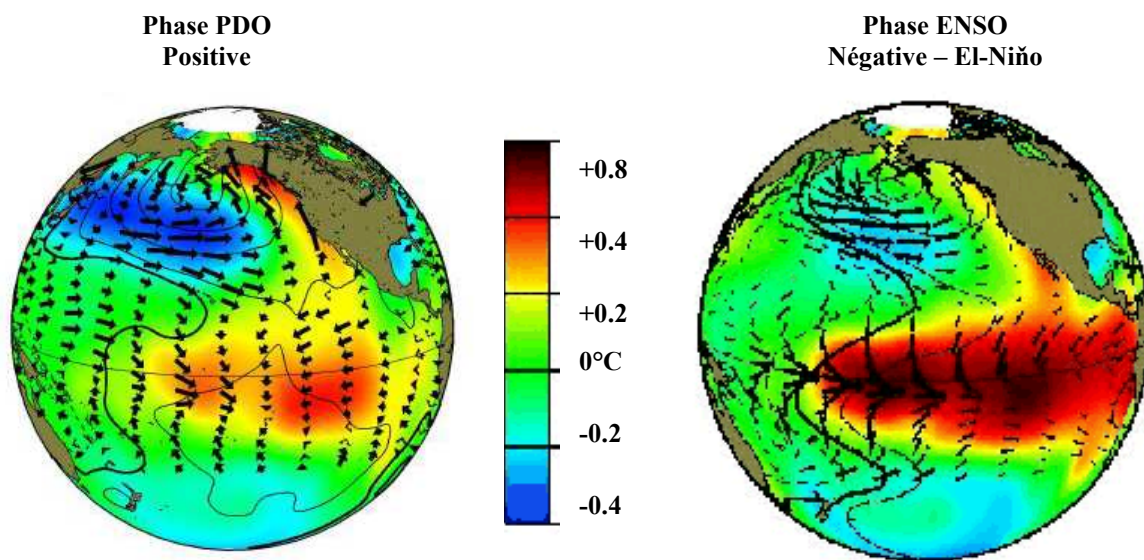 Phase PDO
Positive
Phase ENSO
Négative – El-Niňo
+0.8
+0.4
+0.2
0°C
-0.2
-0.4